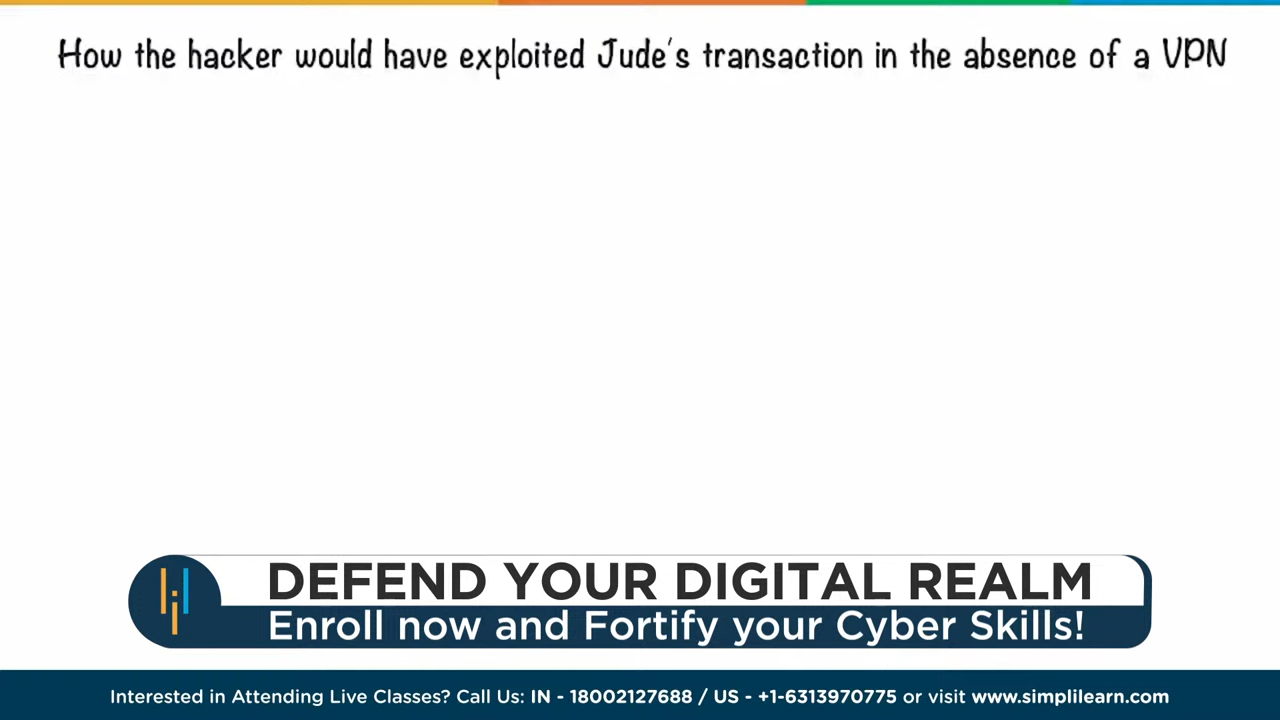 How the hacker would have exploited Jude's transaction in the absence of a VPN
DEFEND YOUR DIGITAL REALM
Enroll now and Fortify your Cyber Skills!
Interested in Attending Live Classes? Call Us: IN - 18002127688 / US - +1-6313970775 or visit www.simplilearn.com